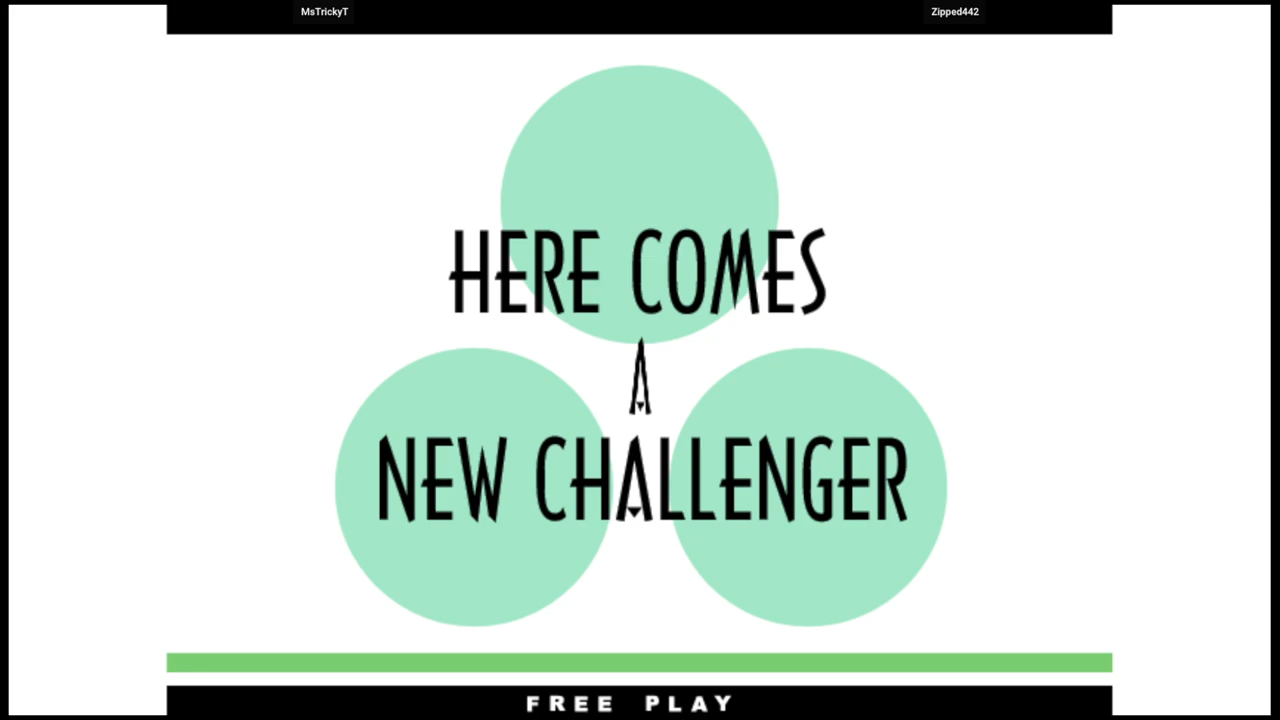 MsTrickyT
Zipped442
HERE COMES
A
NEW CHALLENGER
FREE PLAY